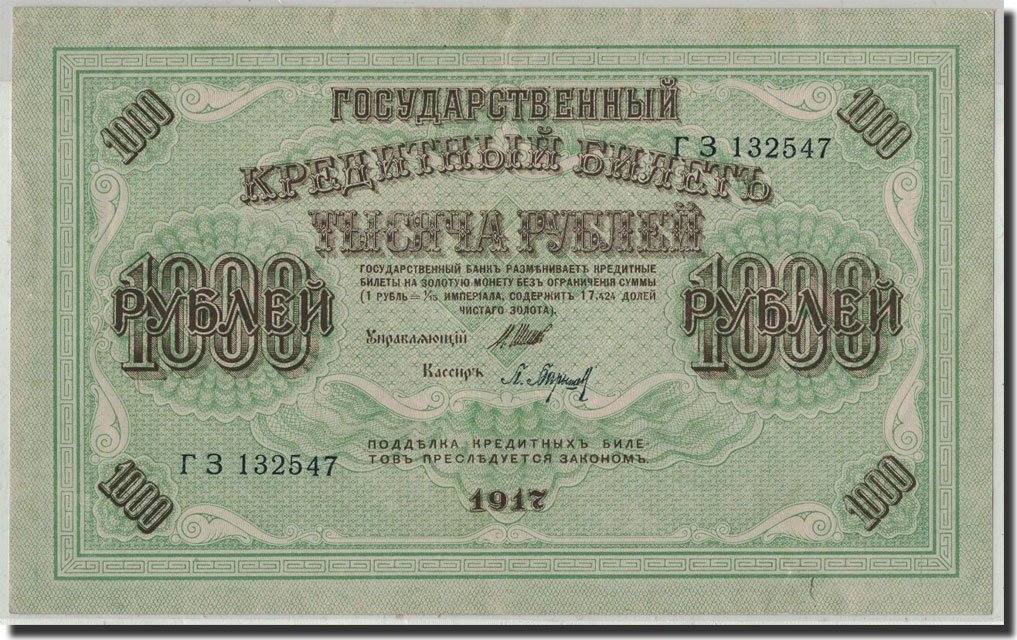 1000
ГОСУДАРСТВЕННЫЙ
1000
КРЕДИТНЫЙ БИЛЕТЪ
Г З 132547
ТЫСЯЧА РУБЛЕЙ
1000
РУБЛЕЙ
ГОСУДАРСТВЕННЫЙ БАНКЪ РАЗМѢНИВАЕТЪ КРЕДИТНЫЕ
БИЛЕТЫ НА ЗОЛОТУЮ МОНЕТУ БЕЗЪ ОГРАНИЧЕНІЯ СУММЫ
(1 РУБЛЬ = 1/15 ИМПЕРІАЛА, СОДЕРЖИТЪ 17,424 ДОЛЕЙ
ЧИСТАГО ЗОЛОТА).
1000
РУБЛЕЙ
Управляющій
Кассиръ
ПОДДѢЛКА КРЕДИТНЫХЪ БИЛЕ-
ТОВЪ ПРЕСЛѢДУЕТСЯ ЗАКОНОМЪ.
Г З 132547
1917
1000
1000